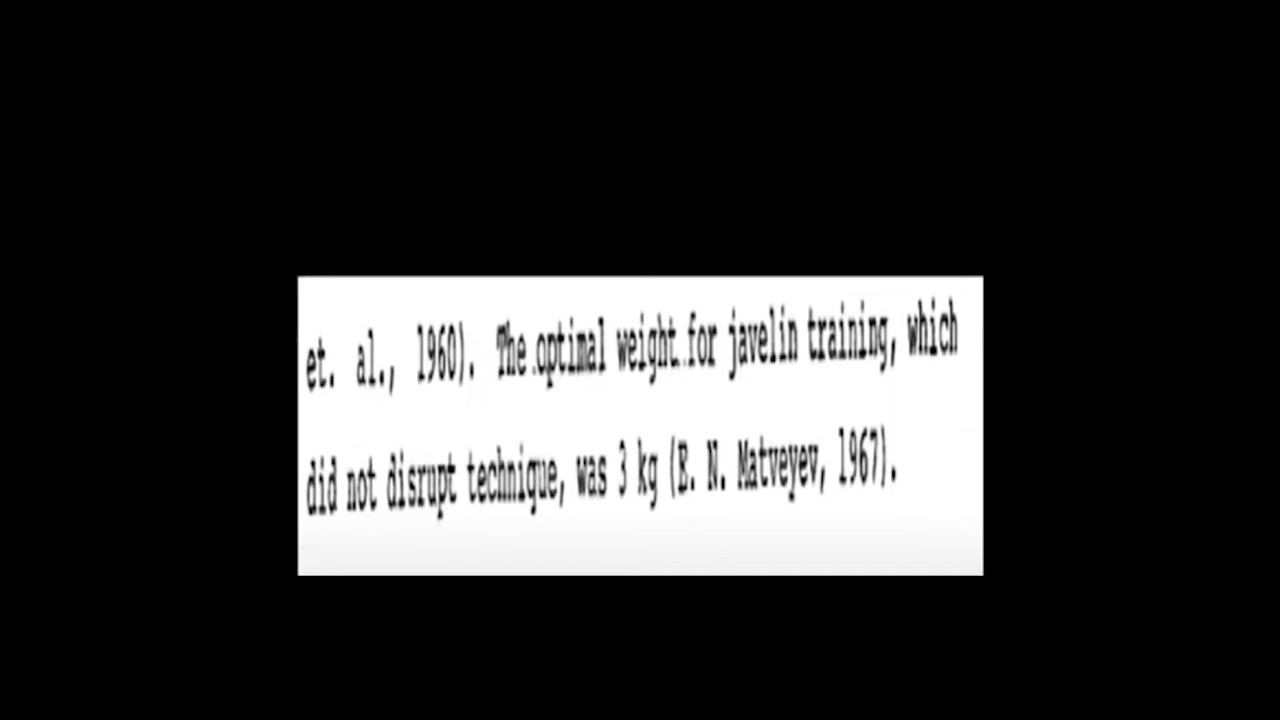 et. al., 1960). The optimal weight for javelin training, which
did not disrupt technique, was 3 kg (E. N. Matveyev, 1967).